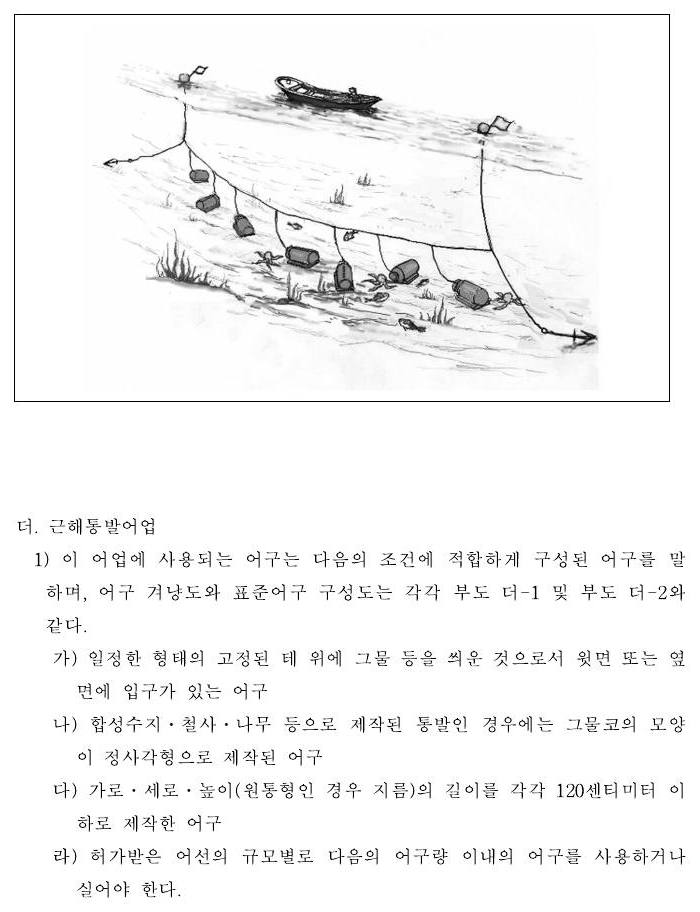 더. 근해통발어업
1) 이 어업에 사용되는 어구는 다음의 조건에 적합하게 구성된 어구를 말
하며, 어구 겨냥도와 표준어구 구성도는 각각 부도 더-1 및 부도 더-2와
같다.
가) 일정한 형태의 고정된 테 위에 그물 등을 씌운 것으로서 윗면 또는 옆
면에 입구가 있는 어구
나) 합성수지·철사·나무 등으로 제작된 통발인 경우에는 그물코의 모양
이 정사각형으로 제작된 어구
다) 가로·세로·높이(원통형인 경우 지름)의 길이를 각각 120센티미터 이
하로 제작한 어구
라) 허가받은 어선의 규모별로 다음의 어구량 이내의 어구를 사용하거나
실어야 한다.